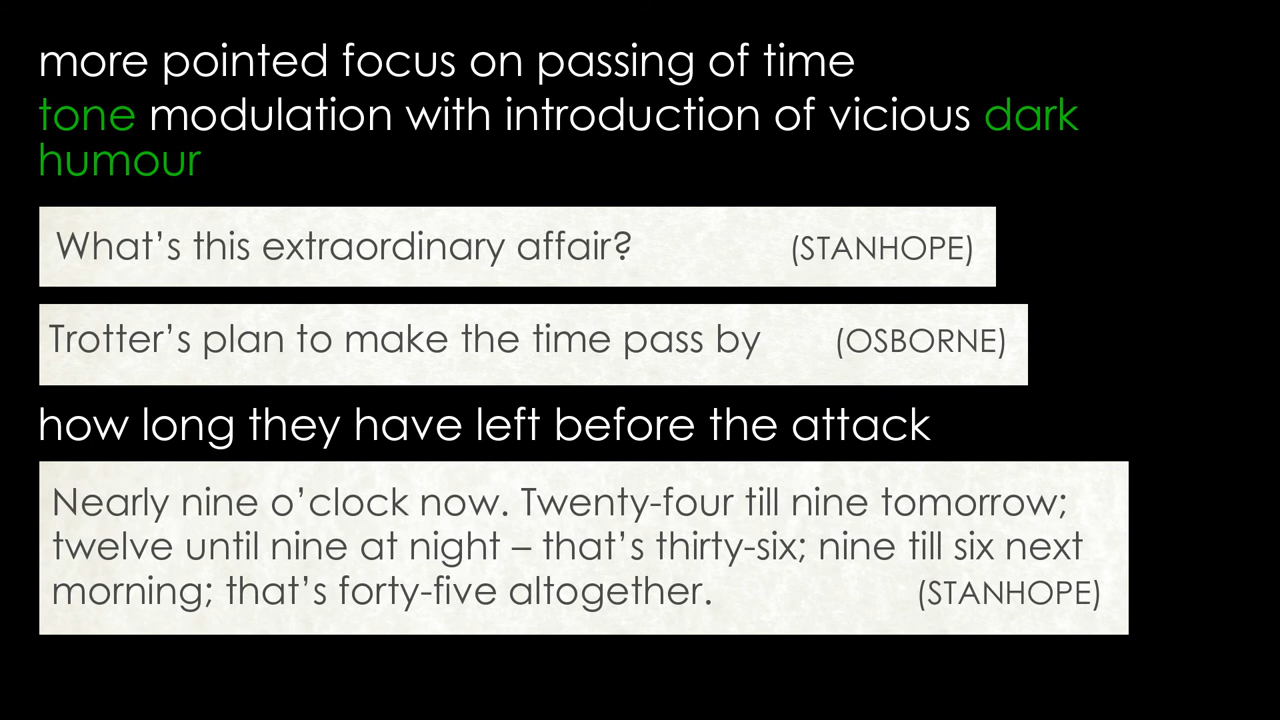 more pointed focus on passing of time
tone modulation with introduction of vicious dark
humour
What’s this extraordinary affair? (STANHOPE)
Trotter’s plan to make the time pass by (OSBORNE)
how long they have left before the attack
Nearly nine o’clock now. Twenty-four till nine tomorrow;
twelve until nine at night – that’s thirty-six; nine till six next
morning; that’s forty-five altogether. (STANHOPE)